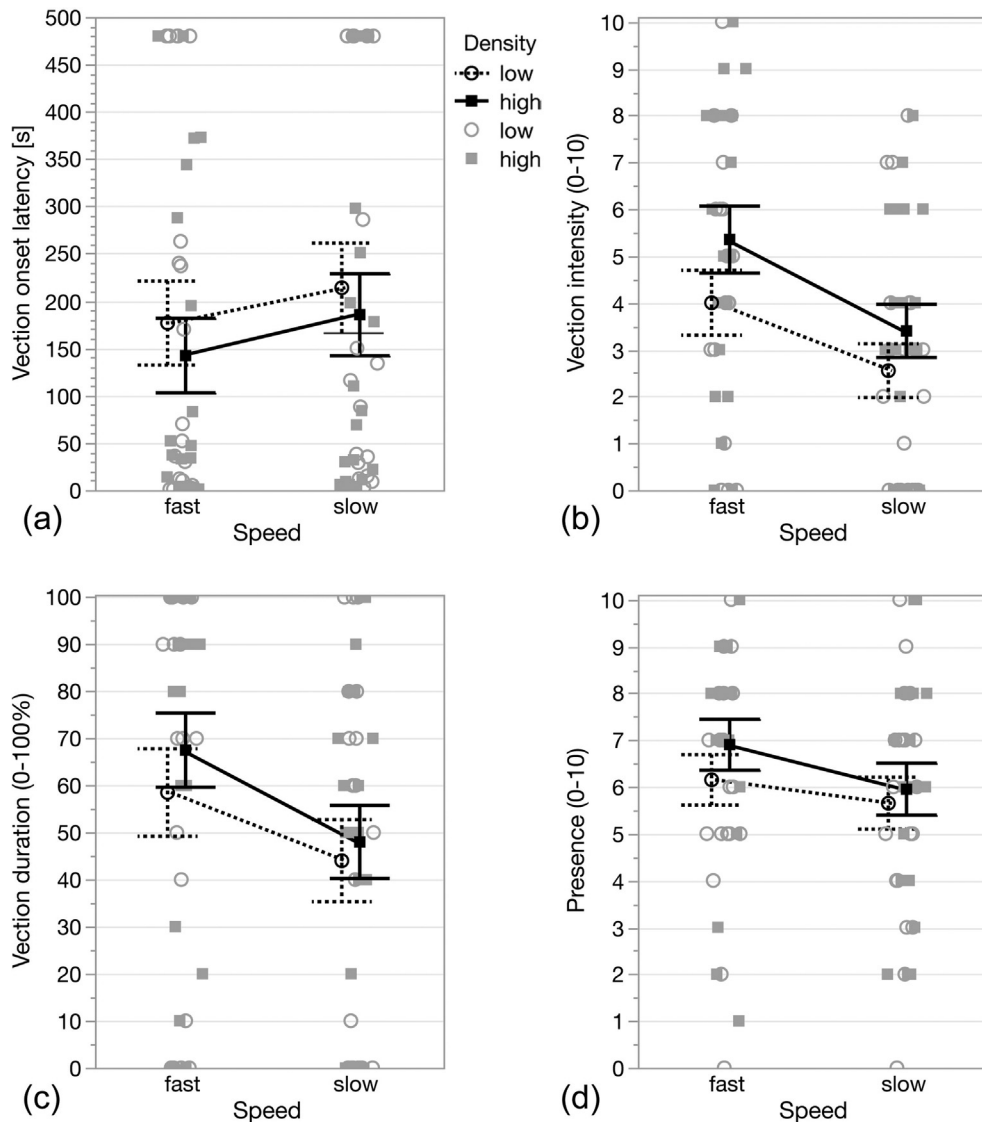 Vection onset latency [s]
500
450
400
350
300
250
200
150
100
50
0
fast slow
Speed
(a)
Density
low
high
low
high
Vection intensity (0-10)
10
9
8
7
6
5
4
3
2
1
0
fast slow
Speed
(b)
Vection duration (0-100%)
100
90
80
70
60
50
40
30
20
10
0
fast slow
Speed
(c)
Presence (0-10)
10
9
8
7
6
5
4
3
2
1
0
fast slow
Speed
(d)